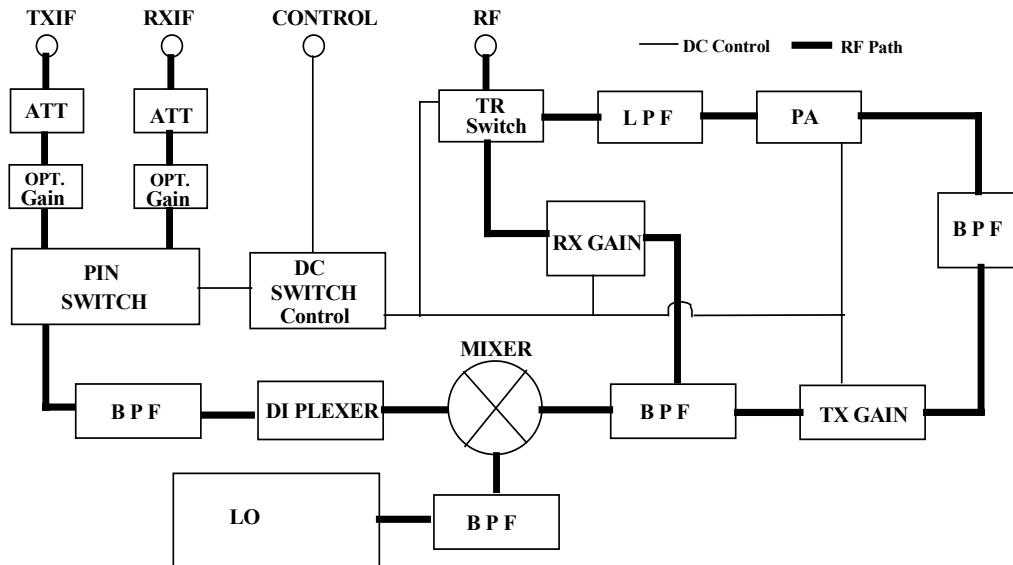 TXIF
RXIF
CONTROL
RF
DC Control
RF Path
ATT
ATT
TR
Switch
L P F
PA
OPT.
Gain
OPT.
Gain
B P F
RX GAIN
PIN
SWITCH
DC
SWITCH
Control
MIXER
B P F
DI PLEXER
B P F
TX GAIN
LO
B P F